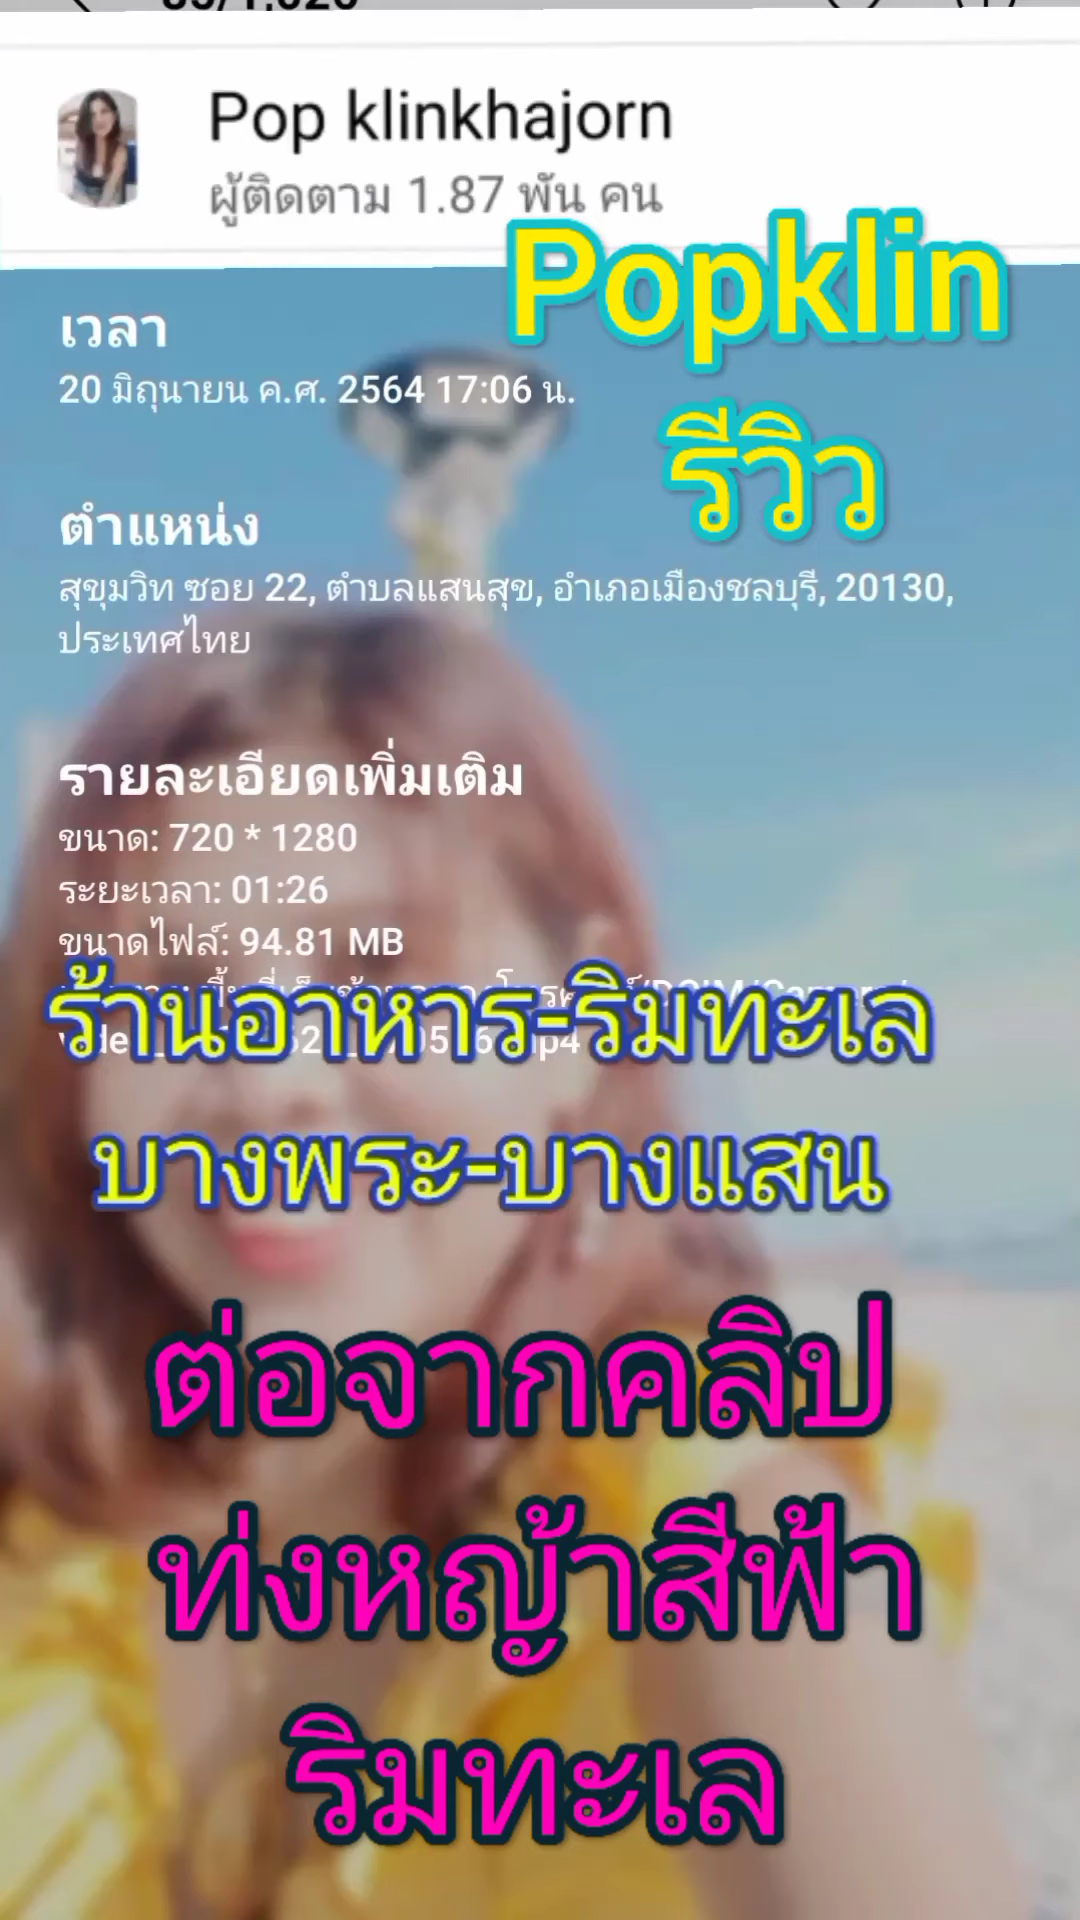 Pop klinkhajorn
ผู้ติดตาม 1.87 พัน คน
Popklin
รีวิว
เวลา
20 มิถุนายน ค.ศ. 2564 17:06 น.
ตำแหน่ง
สุขุมวิท ซอย 22, ตำบลแสนสุข, อำเภอเมืองชลบุรี, 20130,
ประเทศไทย
รายละเอียดเพิ่มเติม
ขนาด: 720 * 1280
ระยะเวลา: 01:26
ขนาดไฟล์: 94.81 MB
ร้านอาหาร-ริมทะเล
บางพระ-บางแสน
ต่อจากคลิป
ท่งหญ้าสีฟ้า
ริมทะเล